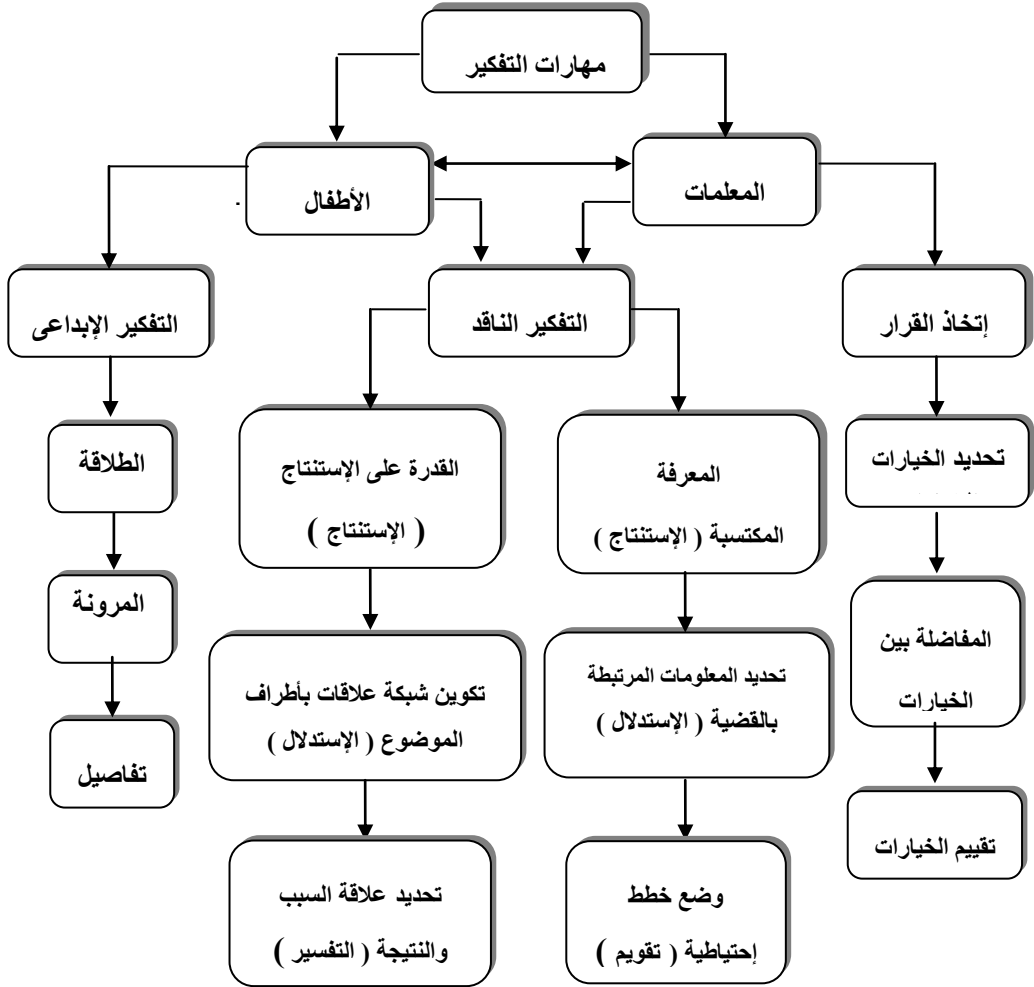 مهارات التفكير
المعلمات
الأطفال
إتخاذ القرار
التفكير الناقد
التفكير الإبداعى
تحديد الخيارات
المعرفة
المكتسبة ( الإستنتاج )
القدرة على الإستنتاج
( الإستنتاج )
الطلاقة
المفاضلة بين
الخيارات
تحديد المعلومات المرتبطة
بالقضية ( الإستدلال )
تكوين شبكة علاقات بأطراف
الموضوع ( الإستدلال )
المرونة
تفاصيل
تقييم الخيارات
وضع خطط
إحتياطية ( تقويم )
تحديد علاقة السبب
والنتيجة ( التفسير )